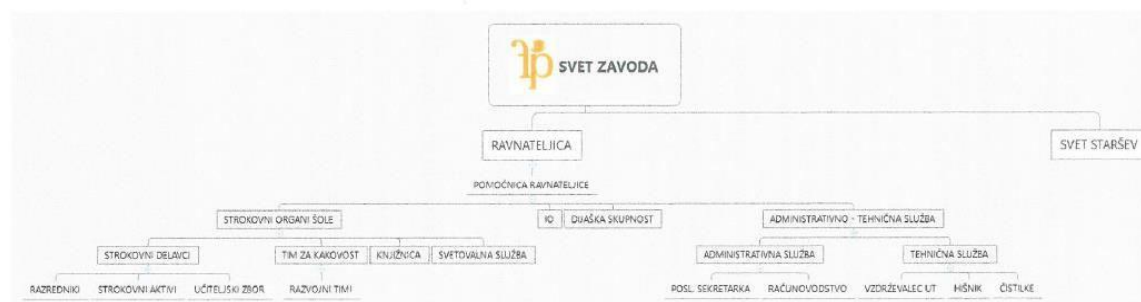 SVET ZAVODA
RAVNATELJICA
SVET STARŠEV
POMOČNICA RAVNATELJICE
STROKOVNI ORGANI ŠOLE
IO
DIJAŠKA SKUPNOST
ADMINISTRATIVNO - TEHNIČNA SLUŽBA
STROKOVNI DELAVCI
TIM ZA KAKOVOST
KNJIŽNICA
SVETOVALNA SLUŽBA
ADMINISTRATIVNA SLUŽBA
TEHNIČNA SLUŽBA
RAZREDNIKI
STROKOVNI AKTIVI
UČITELJSKI ZBOR
RAZVOJNI TIMI
POSL. SEKRETARKA
RAČUNOVODSTVO
VZDRŽEVALEC UT
HIŠNIK
ČISTILKE